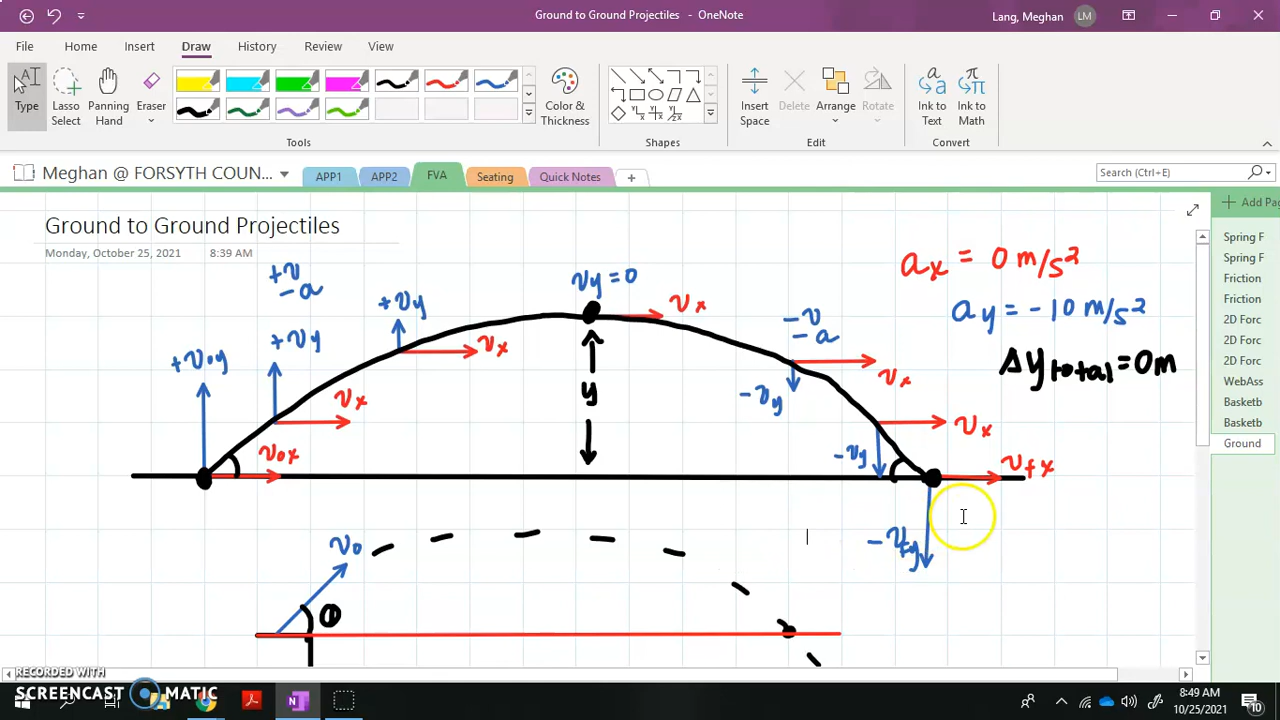 Ground to Ground Projectiles - OneNote
Lang, Meghan LM
File Home Insert Draw History Review View
Type
Lasso Select
Panning Hand
Eraser
Color & Thickness
Insert Space
Delete
Arrange
Rotate
Ink to Text
Ink to Math
Tools Shapes Edit Convert
Meghan @ FORSYTH COUN...
APP1 APP2 FVA Seating Quick Notes
Search (Ctrl+E)
Add Pag
Spring F
Spring F
Friction
Friction
2D Forc
2D Forc
2D Forc
WebAss
Basketb
Basketb
Ground
Ground to Ground Projectiles
Monday, October 25, 2021 8:39 AM
+v
-a
+vy
vy = 0
vx
-v
-a
ax = 0 m/s²
ay = -10 m/s²
Δytotal = 0m
+voy
+vy
vx
vx
y
-vy
vx
vox
-vy
vx
vfx
-vfy
vo
θ
RECORDED WITH
SCREENCAST MATIC
8:49 AM
10/25/2021
10